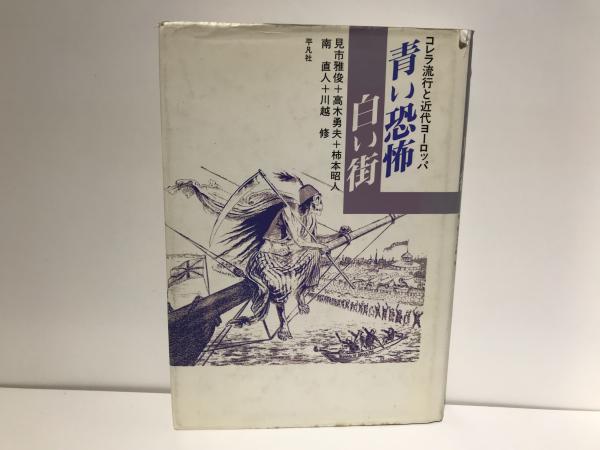 コレラ流行と近代ヨーロッパ
青い恐怖
白い街
見市雅俊+高木勇夫+柿本昭人
南直人+川越修
平凡社